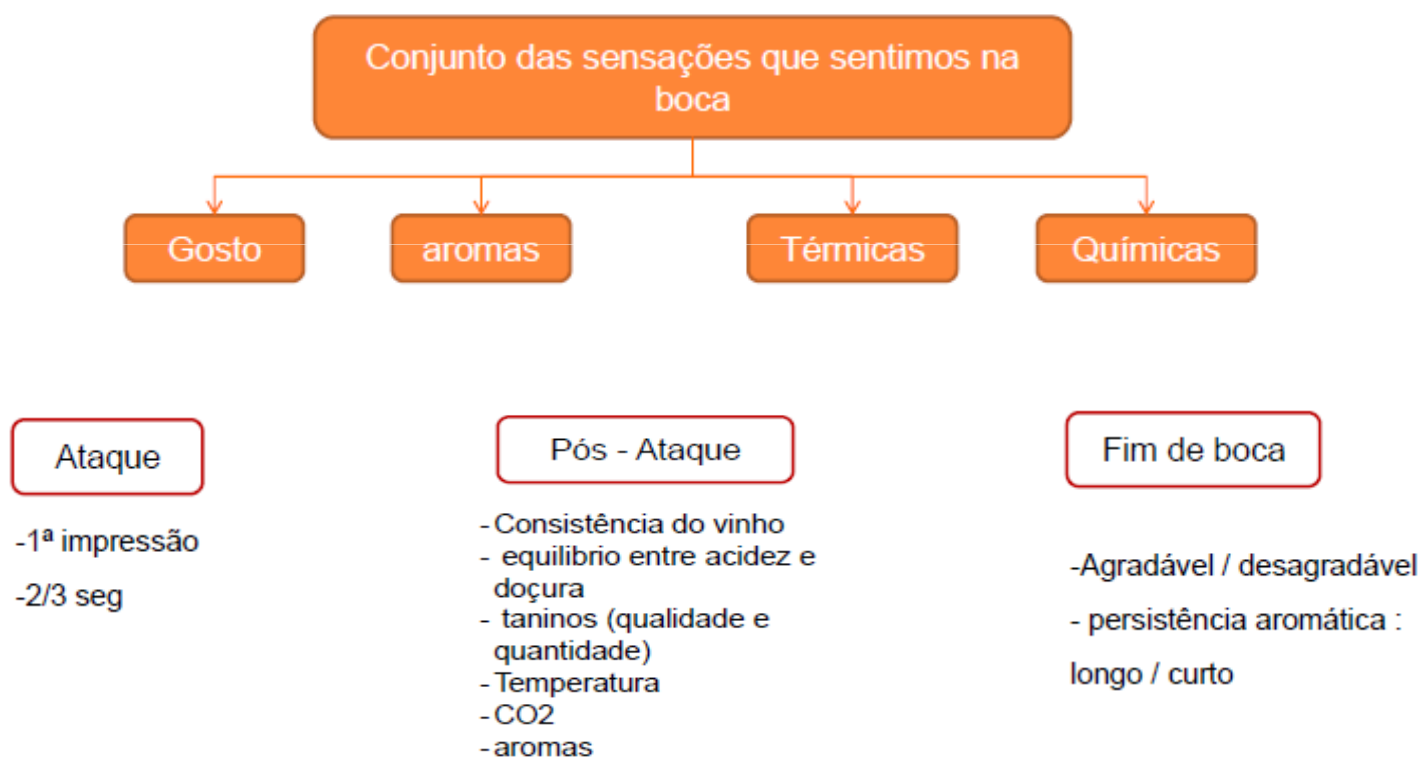 Conjunto das sensações que sentimos na
boca
Gosto
aromas
Térmicas
Químicas
Ataque
-1ª impressão
-2/3 seg
Pós - Ataque
-Consistência do vinho
- equilibrio entre acidez e
doçura
- taninos (qualidade e
quantidade)
-Temperatura
-CO2
-aromas
Fim de boca
-Agradável / desagradável
- persistência aromática :
longo / curto